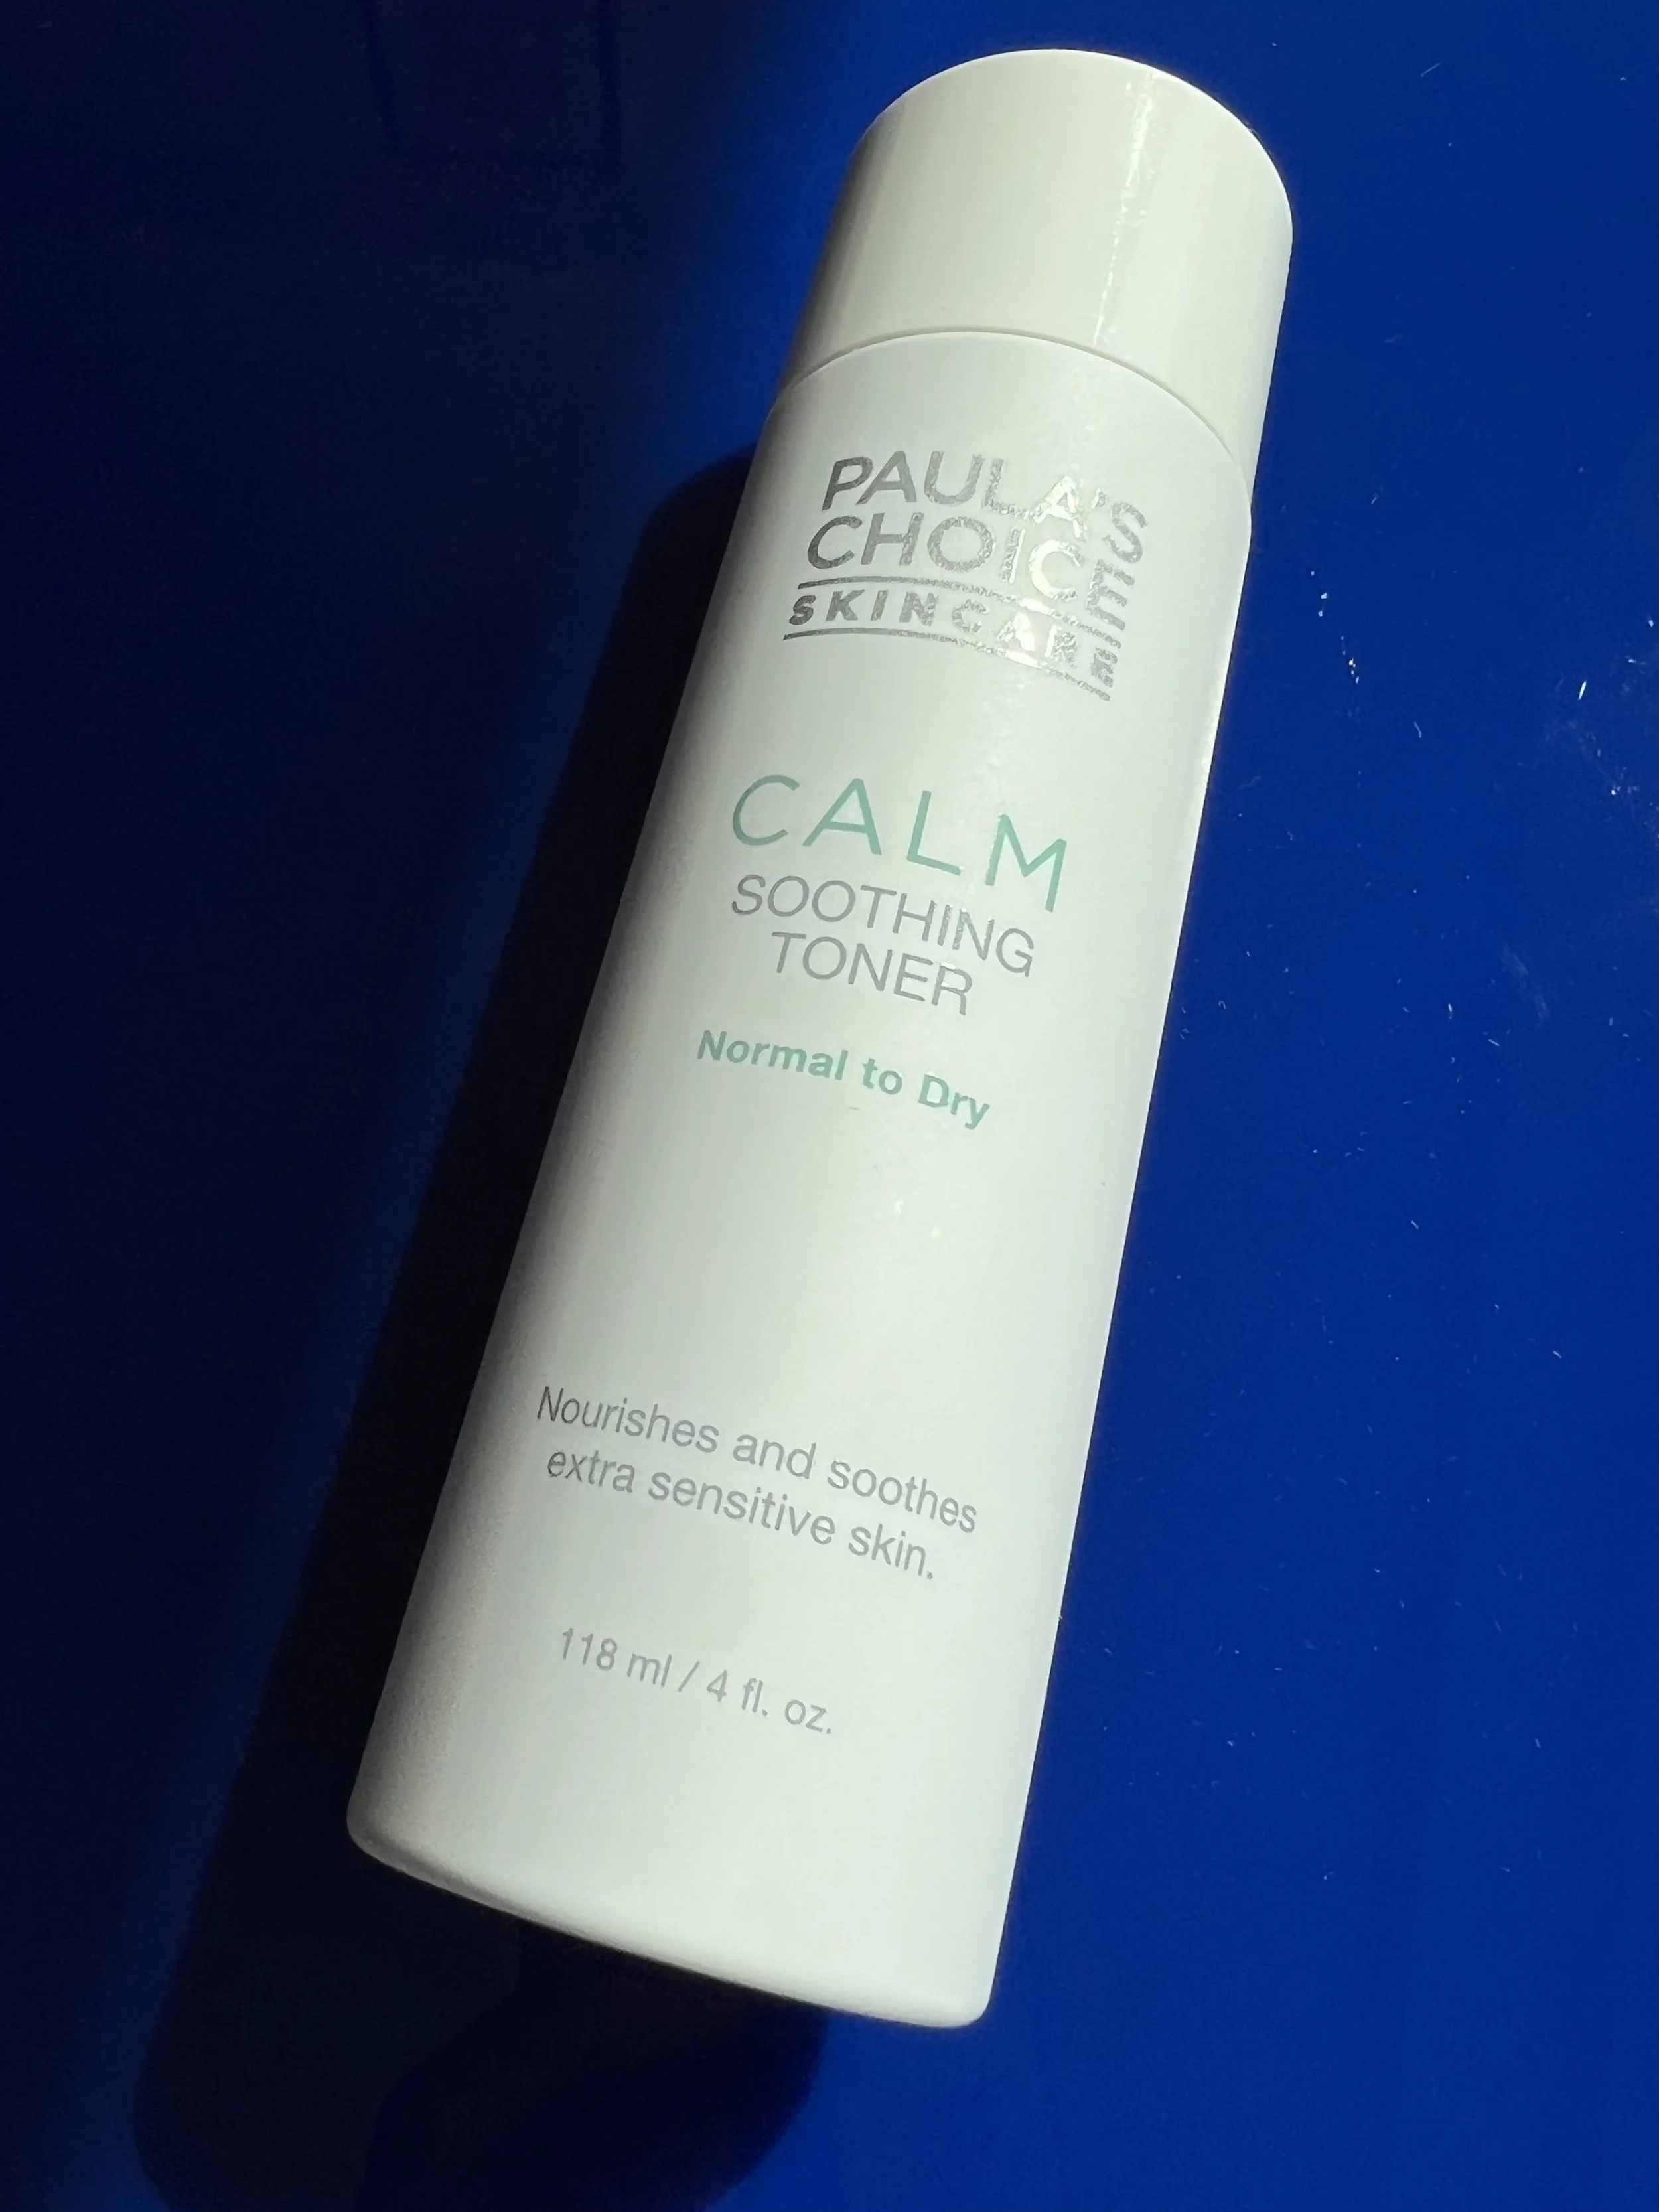 PAULA'S
CHOICE
SKINCARE
CALM
SOOTHING
TONER
Normal to Dry
Nourishes and soothes
extra sensitive skin.
118 ml / 4 fl. oz.